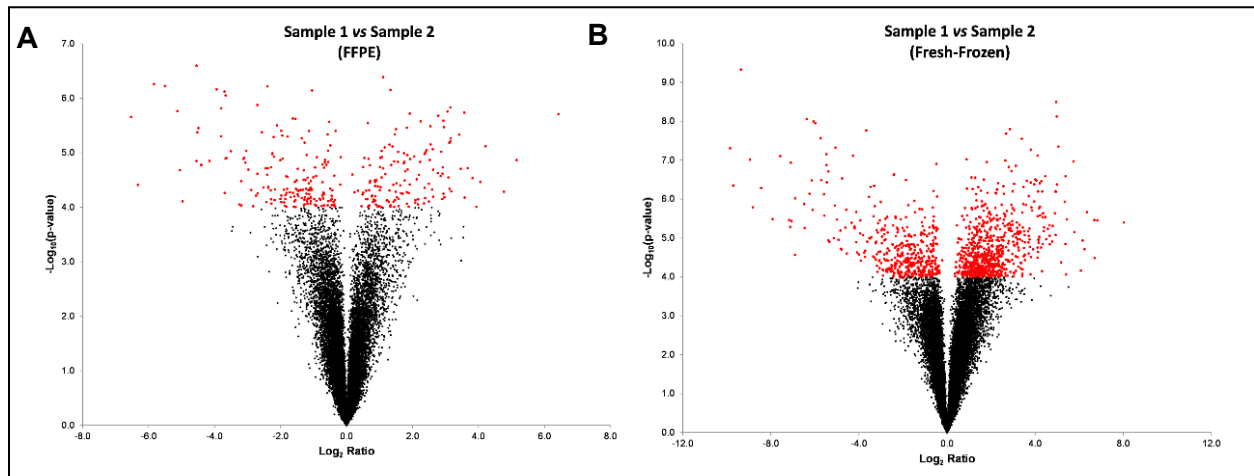 A
Sample 1 vs Sample 2
(FFPE)
7.0
6.0
5.0
4.0
3.0
2.0
1.0
0.0
-Log10(p-value)
-8.0 -6.0 -4.0 -2.0 0.0 2.0 4.0 6.0 8.0
Log2 Ratio
B
Sample 1 vs Sample 2
(Fresh-Frozen)
10.0
9.0
8.0
7.0
6.0
5.0
4.0
3.0
2.0
1.0
0.0
-Log10(p-value)
-12.0 -8.0 -4.0 0.0 4.0 8.0 12.0
Log2 Ratio